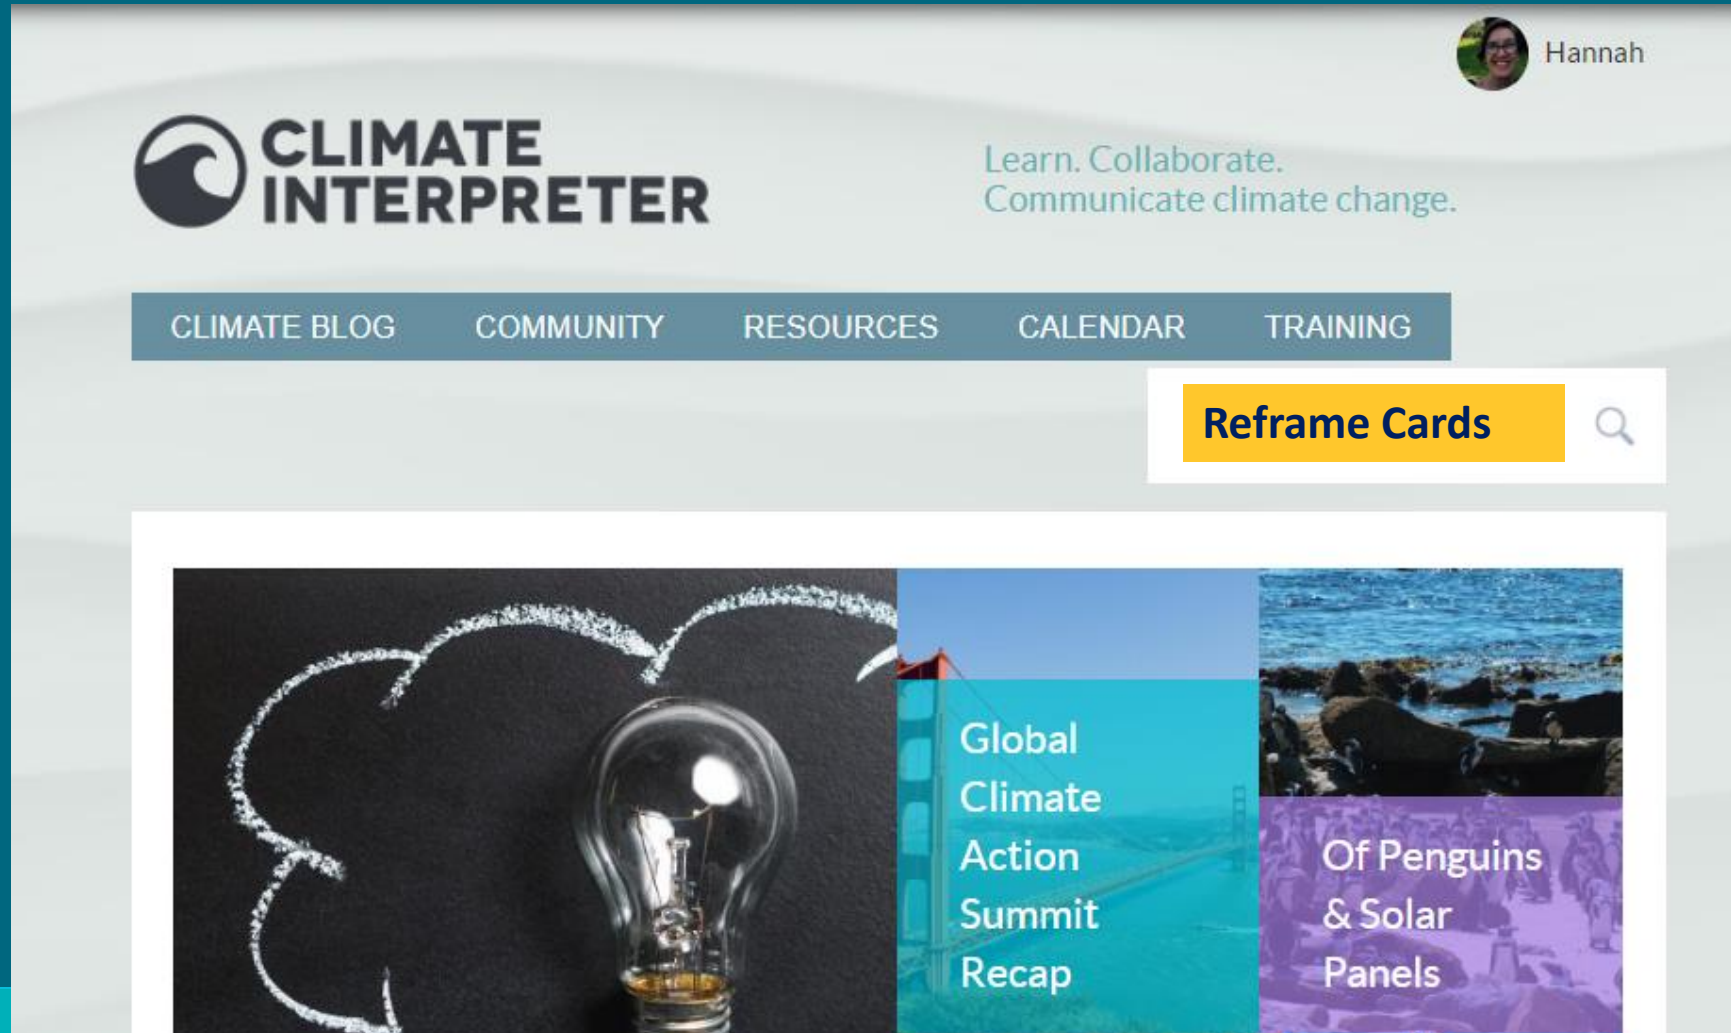 Hannah
CLIMATE
INTERPRETER
Learn. Collaborate.
Communicate climate change.
CLIMATE BLOG COMMUNITY RESOURCES CALENDAR TRAINING
Reframe Cards
Global
Climate
Action
Summit
Recap
Of Penguins
& Solar
Panels